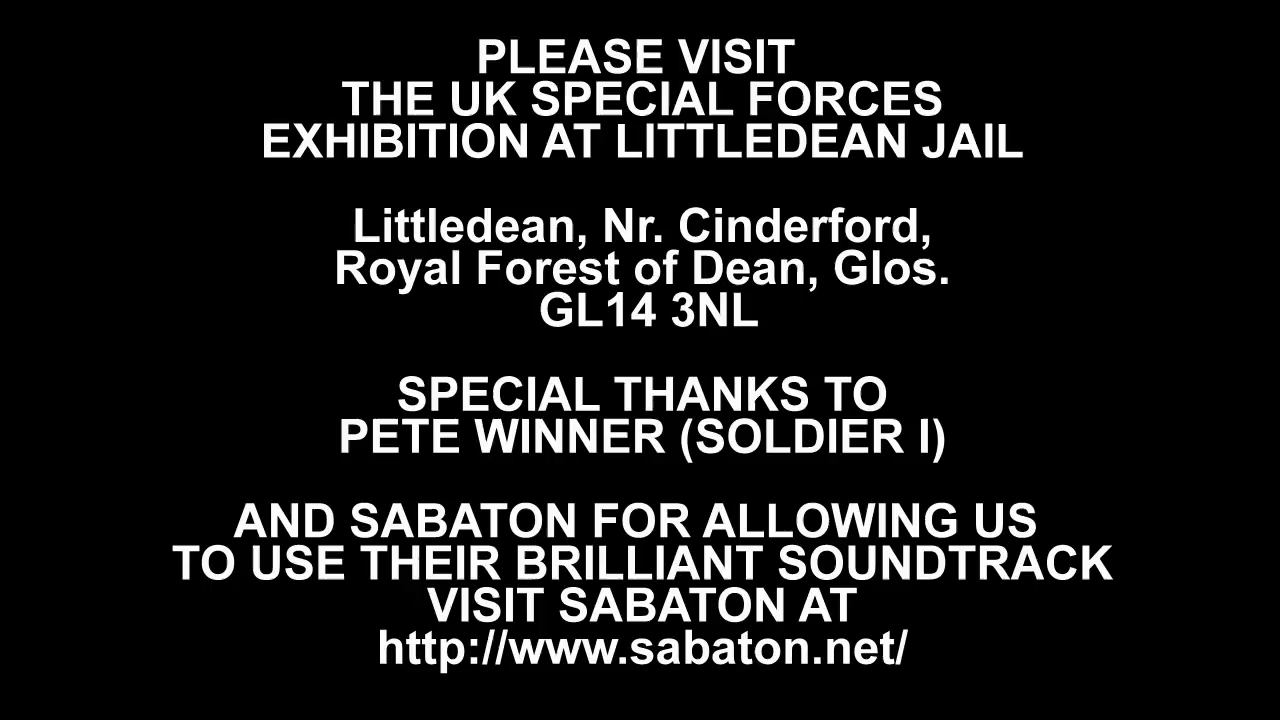 PLEASE VISIT
THE UK SPECIAL FORCES
EXHIBITION AT LITTLEDEAN JAIL
Littledean, Nr. Cinderford,
Royal Forest of Dean, Glos.
GL14 3NL
SPECIAL THANKS TO
PETE WINNER (SOLDIER I)
AND SABATON FOR ALLOWING US
TO USE THEIR BRILLIANT SOUNDTRACK
VISIT SABATON AT
http://www.sabaton.net/